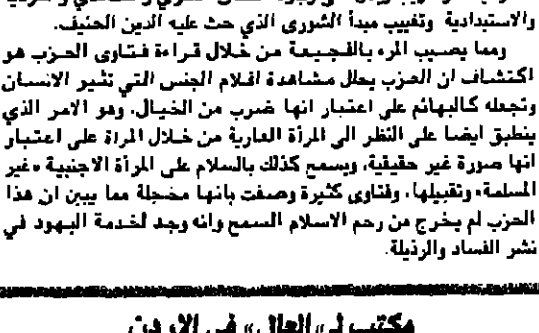 والاستبدادية وتغييب مبدأ الشورى الذي حث عليه الدين الحنيف.
ومما يصيب المرء بالفجيعة من خلال قراءة فتاوى الحزب هو
اكتشاف ان الحزب يحلل مشاهدة افلام الجنس التي تثير الانسان
وتجعله كالبهائم على اعتبار انها ضرب من الخيال. وهو الامر الذي
ينطبق ايضا على النظر الى المرأة العارية من خلال المراة على اعتبار
انها صورة غير حقيقية، ويسمح كذلك بالسلام على المرأة الاجنبية «غير
المسلمة» وتقبيلها. وفتاوى كثيرة وصفت بانها مخجلة مما يبين ان هذا
الحزب لم يخرج من رحم الاسلام السمح وانه وجد لخدمة اليهود في
نشر الفساد والرذيلة.
مكتب لـ في الاردن